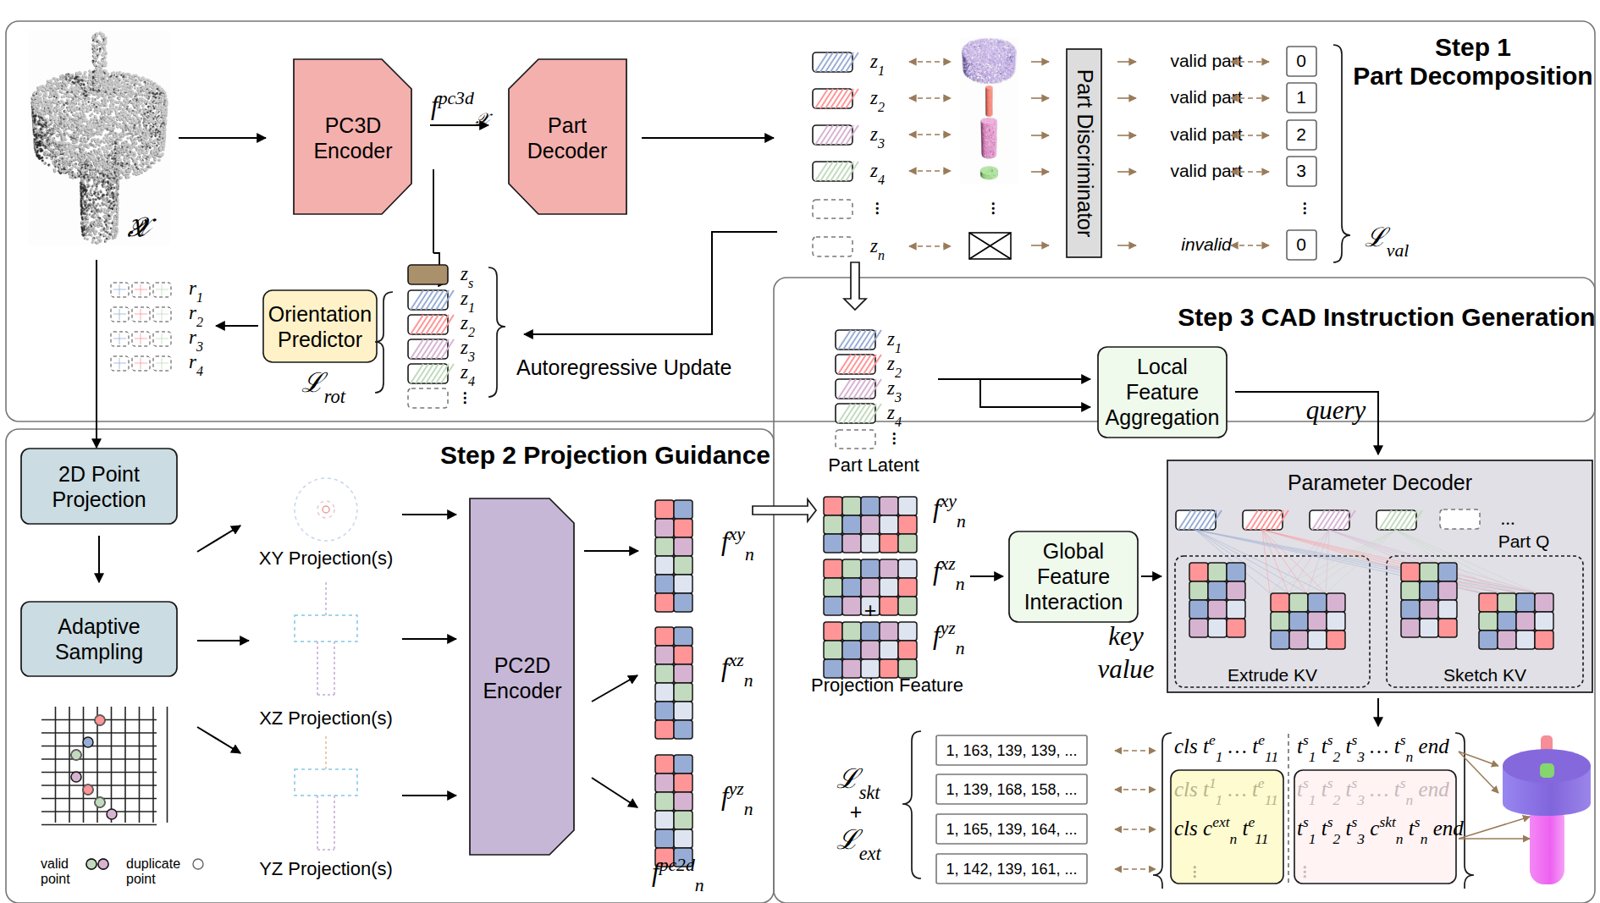 Step 1
Part Decomposition
𝒳
PC3D
Encoder
f^pc3d_𝒳
Part
Decoder
z1
z2
z3
z4
⋮
zn
⋮
Part Discriminator
valid part
valid part
valid part
valid part
invalid
0
1
2
3
⋮
0
ℒval
r1
r2
r3
r4
Orientation
Predictor
ℒrot
zs
z1
z2
z3
z4
⋮
Autoregressive Update
Step 2 Projection Guidance
2D Point
Projection
Adaptive
Sampling
valid
point
duplicate
point
XY Projection(s)
XZ Projection(s)
YZ Projection(s)
PC2D
Encoder
f^xy_n
f^xz_n
f^yz_n
f^pc2d_n
Step 3 CAD Instruction Generation
z1
z2
z3
z4
⋮
Part Latent
Local
Feature
Aggregation
query
f^xy_n
f^xz_n
+
f^yz_n
Projection Feature
Global
Feature
Interaction
key
value
Parameter Decoder
...
Part Q
Extrude KV
Sketch KV
ℒskt
+
ℒext
1, 163, 139, 139, ...
1, 139, 168, 158, ...
1, 165, 139, 164, ...
1, 142, 139, 161, ...
cls t^e_1 … t^e_11 t^s_1 t^s_2 t^s_3 … t^s_n end
cls t^1_1 … t^e_11 t^s_1 t^s_2 t^s_3 … t^s_n end
cls c^ext_n t^e_11 t^s_1 t^s_2 t^s_3 c^skt_n t^s_n end
⋮ ⋮